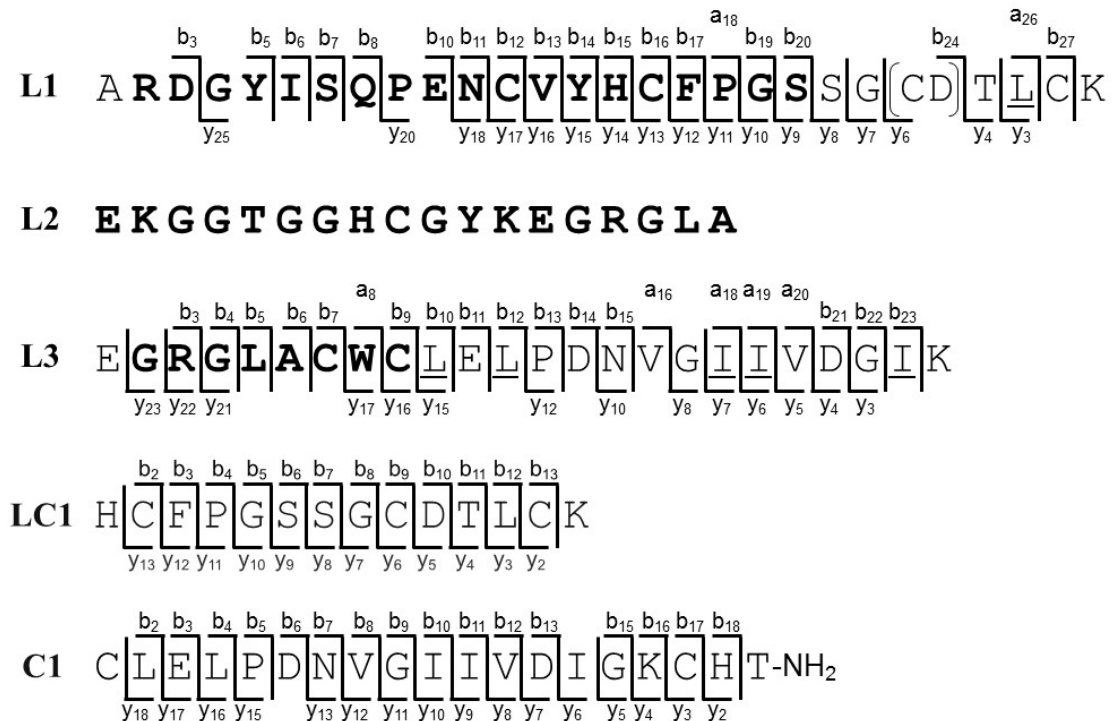 b₃ b₅ b₆ b₇ b₈ b₁₀ b₁₁ b₁₂ b₁₃ b₁₄ b₁₅ b₁₆ b₁₇ a₁₈ b₁₉ b₂₀ b₂₄ a₂₆ b₂₇
L1 A R D G Y I S Q P E N C V Y H C F P G S S G (C D) T L C K
y₂₅ y₂₀ y₁₈ y₁₇ y₁₆ y₁₅ y₁₄ y₁₃ y₁₂ y₁₁ y₁₀ y₉ y₈ y₇ y₆ y₄ y₃
L2 E K G G T G G H C G Y K E G R G L A
b₃ b₄ b₅ b₆ b₇ a₈ b₉ b₁₀ b₁₁ b₁₂ b₁₃ b₁₄ b₁₅ a₁₆ a₁₈ a₁₉ a₂₀ b₂₁ b₂₂ b₂₃
L3 E G R G L A C W C L E L P D N V G I I V D G I K
y₂₃ y₂₂ y₂₁ y₁₇ y₁₆ y₁₅ y₁₂ y₁₀ y₈ y₇ y₆ y₅ y₄ y₃
b₂ b₃ b₄ b₅ b₆ b₇ b₈ b₉ b₁₀ b₁₁ b₁₂ b₁₃
LC1 H C F P G S S G C D T L C K
y₁₃ y₁₂ y₁₁ y₁₀ y₉ y₈ y₇ y₆ y₅ y₄ y₃ y₂
b₂ b₃ b₄ b₅ b₆ b₇ b₈ b₉ b₁₀ b₁₁ b₁₂ b₁₃ b₁₅ b₁₆ b₁₇ b₁₈
C1 C L E L P D N V G I I V D I G K C H T-NH₂
y₁₈ y₁₇ y₁₆ y₁₅ y₁₃ y₁₂ y₁₁ y₁₀ y₉ y₈ y₇ y₆ y₅ y₄ y₃ y₂